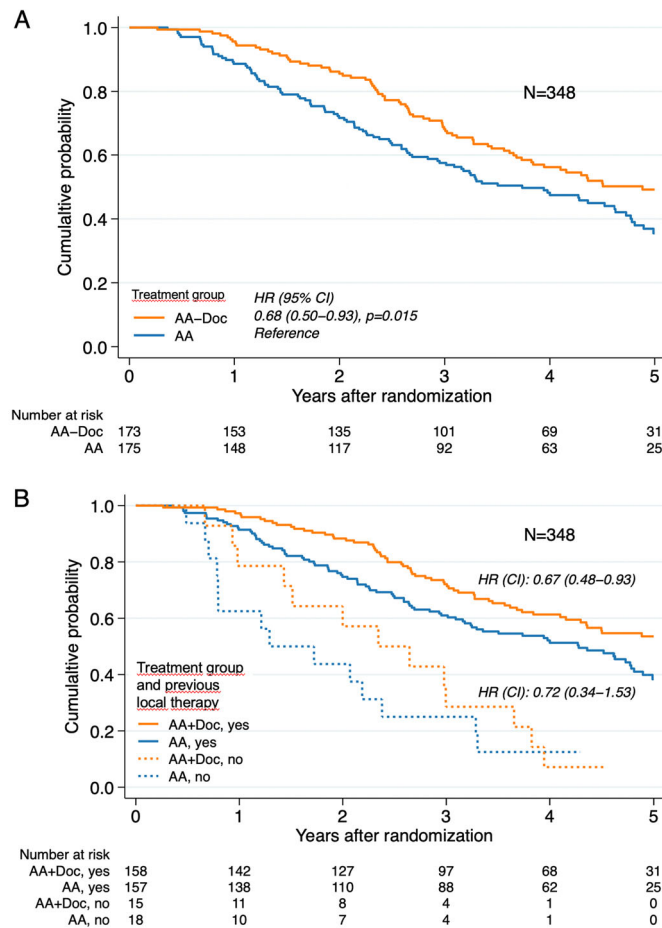 A
1.0
0.8
0.6
0.4
0.2
0.0
Cumulaltive probability
N=348
Treatment group
HR (95% CI)
AA–Doc
0.68 (0.50–0.93), p=0.015
AA
Reference
0 1 2 3 4 5
Years after randomization
Number at risk
AA–Doc 173 153 135 101 69 31
AA 175 148 117 92 63 25
B
1.0
0.8
0.6
0.4
0.2
0.0
Cumulaltive probability
N=348
HR (CI): 0.67 (0.48–0.93)
HR (CI): 0.72 (0.34–1.53)
Treatment group
and previous
local therapy
AA+Doc, yes
AA, yes
AA+Doc, no
AA, no
0 1 2 3 4 5
Years after randomization
Number at risk
AA+Doc, yes 158 142 127 97 68 31
AA, yes 157 138 110 88 62 25
AA+Doc, no 15 11 8 4 1 0
AA, no 18 10 7 4 1 0